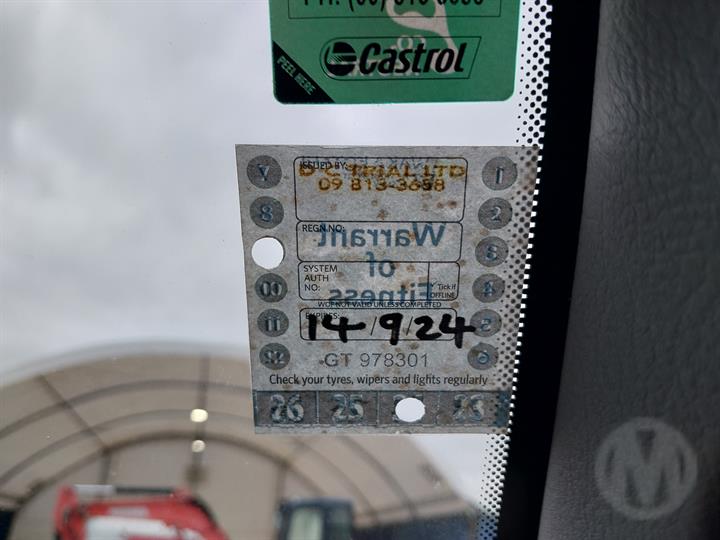 PEEL HERE
Castrol
ISSUED BY:
D C TRIAL LTD
09 813-3658
REGN NO:
Warrant
of
Fitness
SYSTEM
AUTH
NO:
✓ Tick if
OFFLINE
WOF NOT VALID UNLESS COMPLETED
EXPIRES:
14/9/24
GT 978301
Check your tyres, wipers and lights regularly
7 1
8 2
3
00 4
11 5
12 6
26 25 23
M